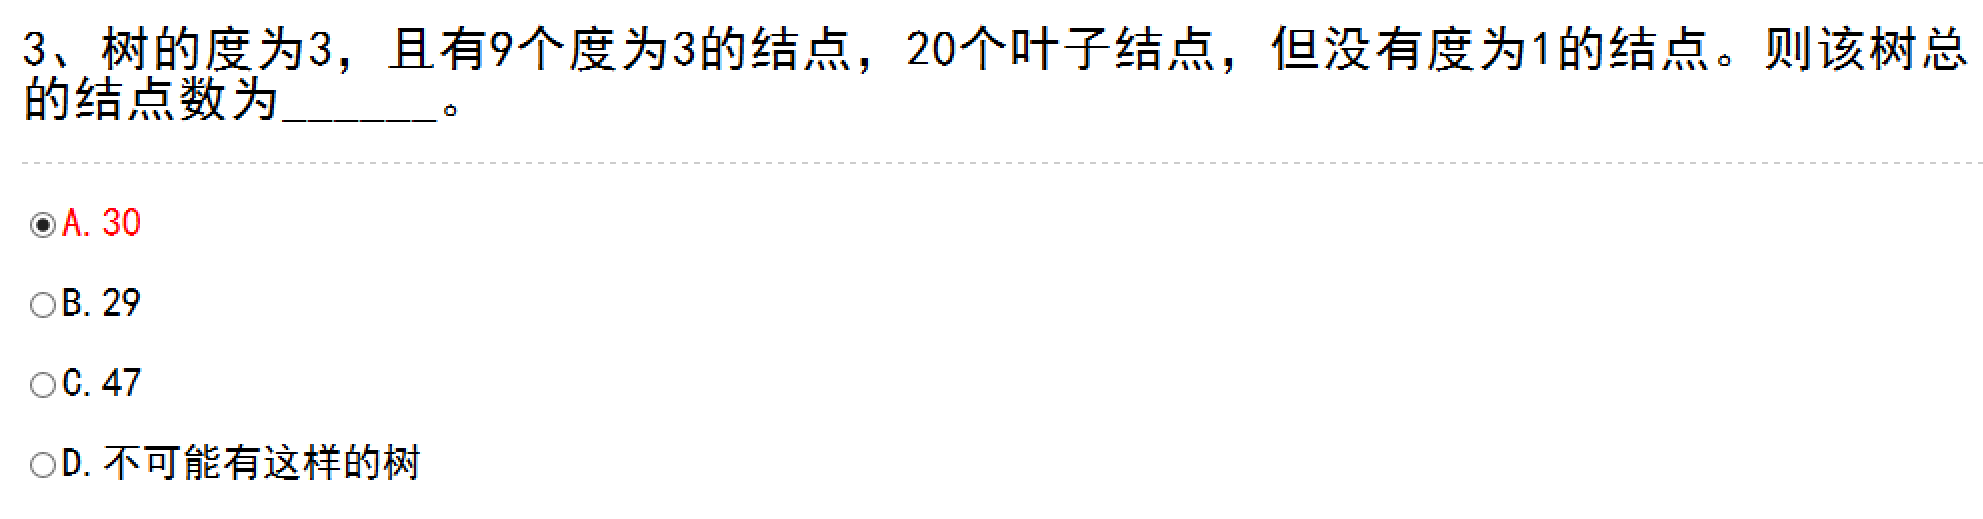 3、树的度为3，且有9个度为3的结点，20个叶子结点，但没有度为1的结点。则该树总
的结点数为______。
A. 30
B. 29
C. 47
D. 不可能有这样的树